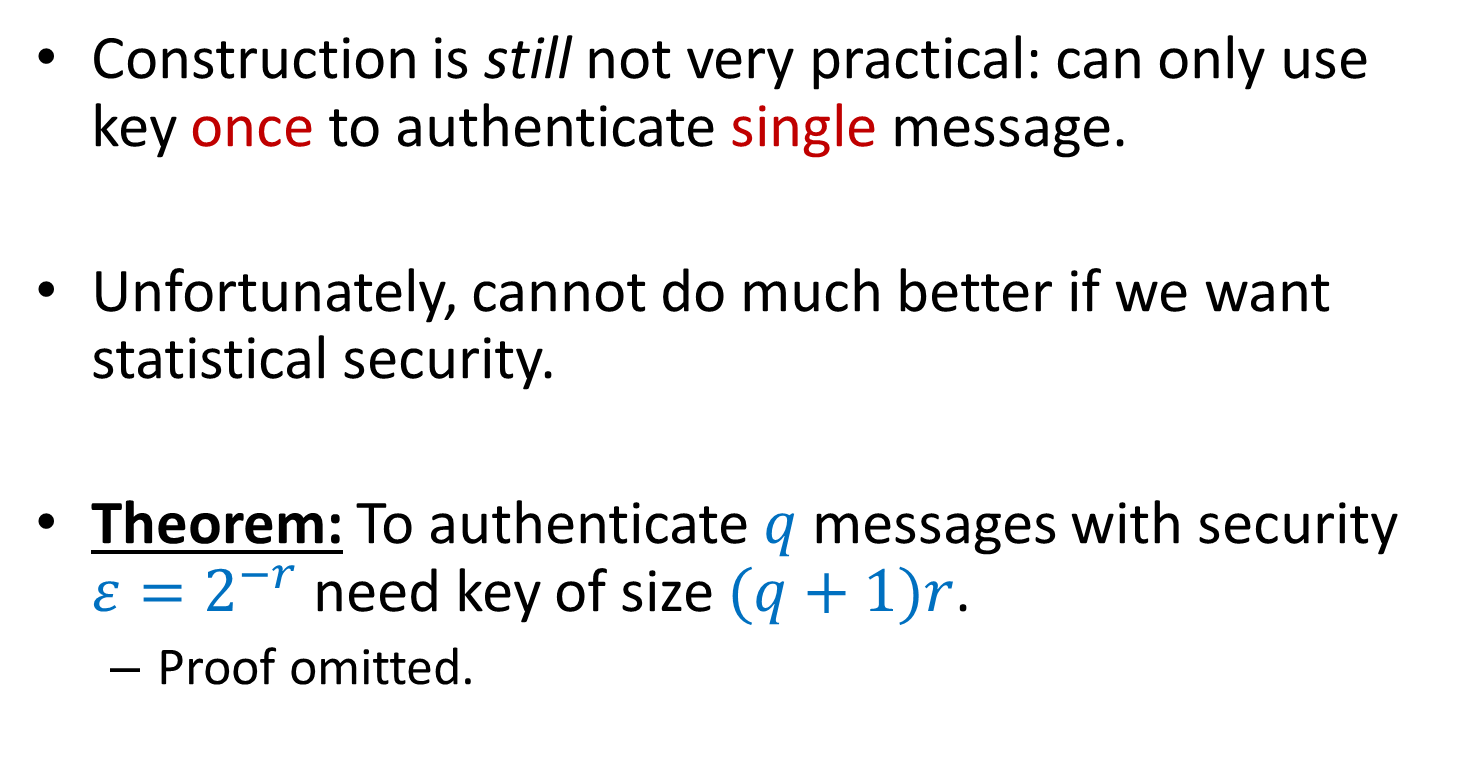 • Construction is still not very practical: can only use
key once to authenticate single message.
• Unfortunately, cannot do much better if we want
statistical security.
• Theorem: To authenticate q messages with security
ε = 2⁻ʳ need key of size (q + 1)r.
– Proof omitted.